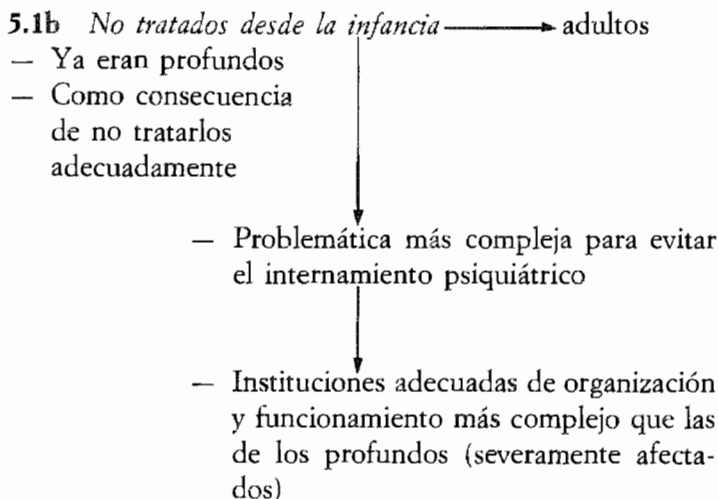 5.1b No tratados desde la infancia adultos
— Ya eran profundos
— Como consecuencia
de no tratarlos
adecuadamente
— Problemática más compleja para evitar
el internamiento psiquiátrico
— Instituciones adecuadas de organización
y funcionamiento más complejo que las
de los profundos (severamente afecta-
dos)